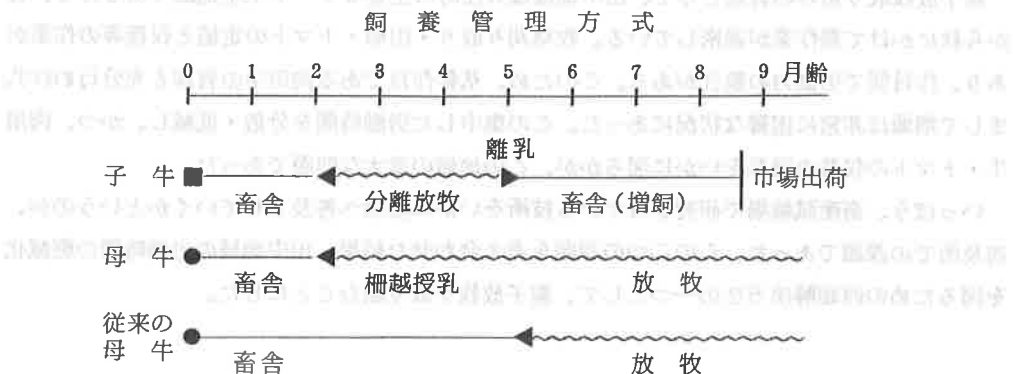 飼養管理方式
0 1 2 3 4 5 6 7 8 9 月齢
離乳
子牛 市場出荷
畜舎 分離放牧 畜舎(増飼)
母牛
畜舎 柵越授乳 放牧
従来の
母牛
畜舎 放牧